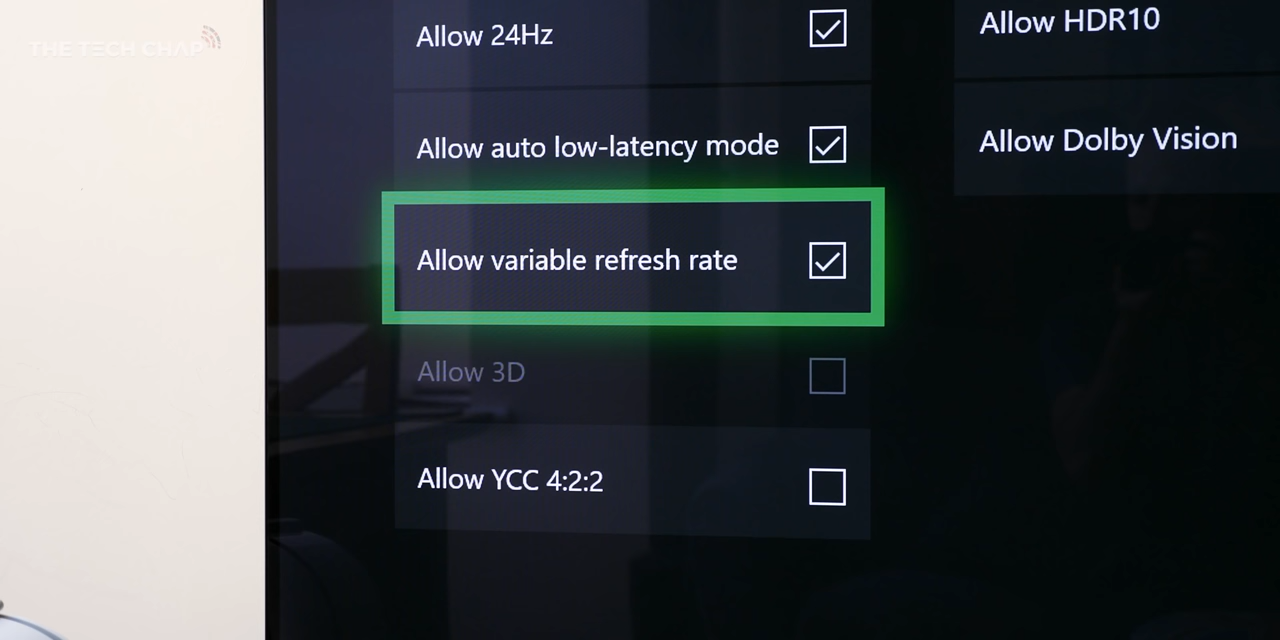 THE TECH CHAP
Allow 24Hz
Allow auto low-latency mode
Allow variable refresh rate
Allow 3D
Allow YCC 4:2:2
Allow HDR10
Allow Dolby Vision